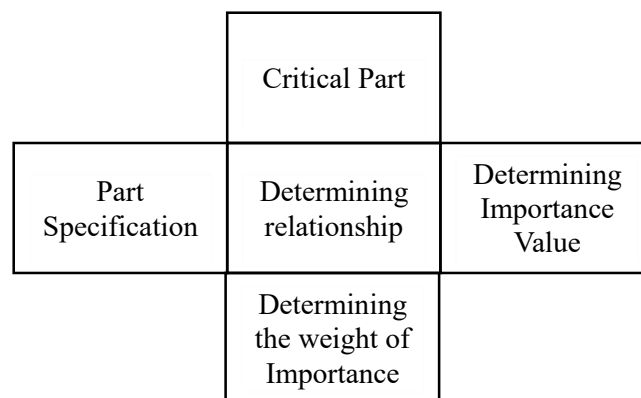 Critical Part
Part
Specification
Determining
relationship
Determining
Importance
Value
Determining
the weight of
Importance